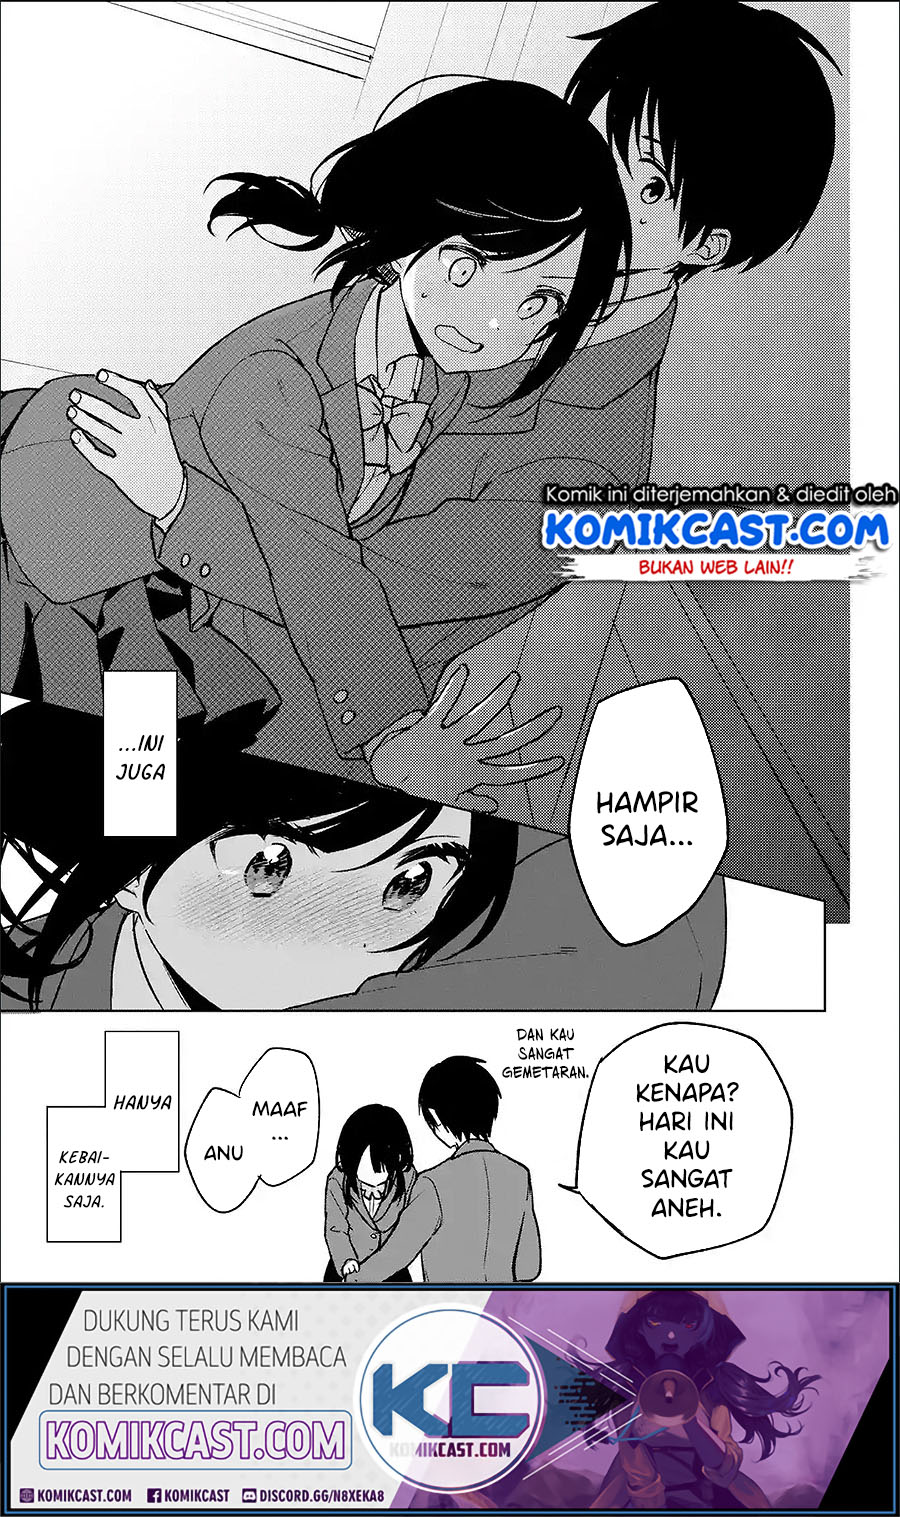 Komik ini diterjemahkan & diedit oleh
KOMIKCAST.COM
BUKAN WEB LAIN!!
HAMPIR
SAJA...
...INI
JUGA
KAU
KENAPA?
HARI INI
KAU
SANGAT
ANEH.
DAN KAU
SANGAT
GEMETARAN.
MAAF
...
ANU
HANYA
KEBAI-
KANNYA
SAJA.
DUKUNG TERUS KAMI
DENGAN SELALU MEMBACA
DAN BERKOMENTAR DI
KOMIKCAST.COM
KC
KOMIKCAST.COM
KOMIKCAST.COM KOMIKCAST DISCORD.GG/N8XEKA8